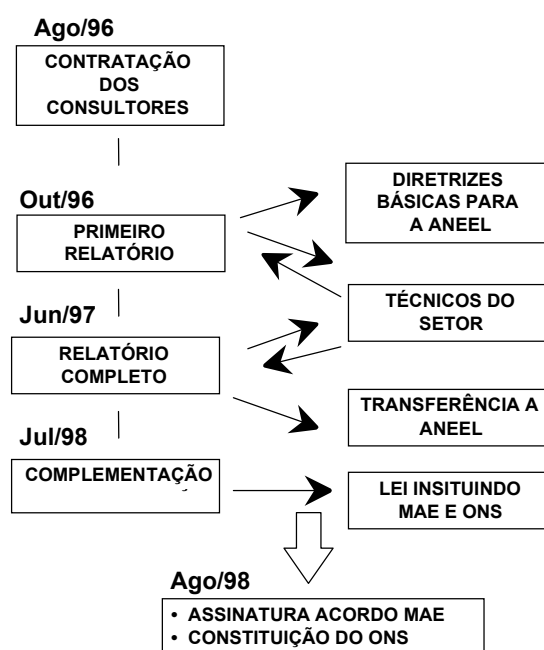 Ago/96
CONTRATAÇÃO
DOS
CONSULTORES
Out/96
PRIMEIRO
RELATÓRIO
DIRETRIZES
BÁSICAS PARA
A ANEEL
TÉCNICOS DO
SETOR
Jun/97
RELATÓRIO
COMPLETO
TRANSFERÊNCIA A
ANEEL
Jul/98
COMPLEMENTAÇÃO
LEI INSITUINDO
MAE E ONS
Ago/98
• ASSINATURA ACORDO MAE
• CONSTITUIÇÃO DO ONS